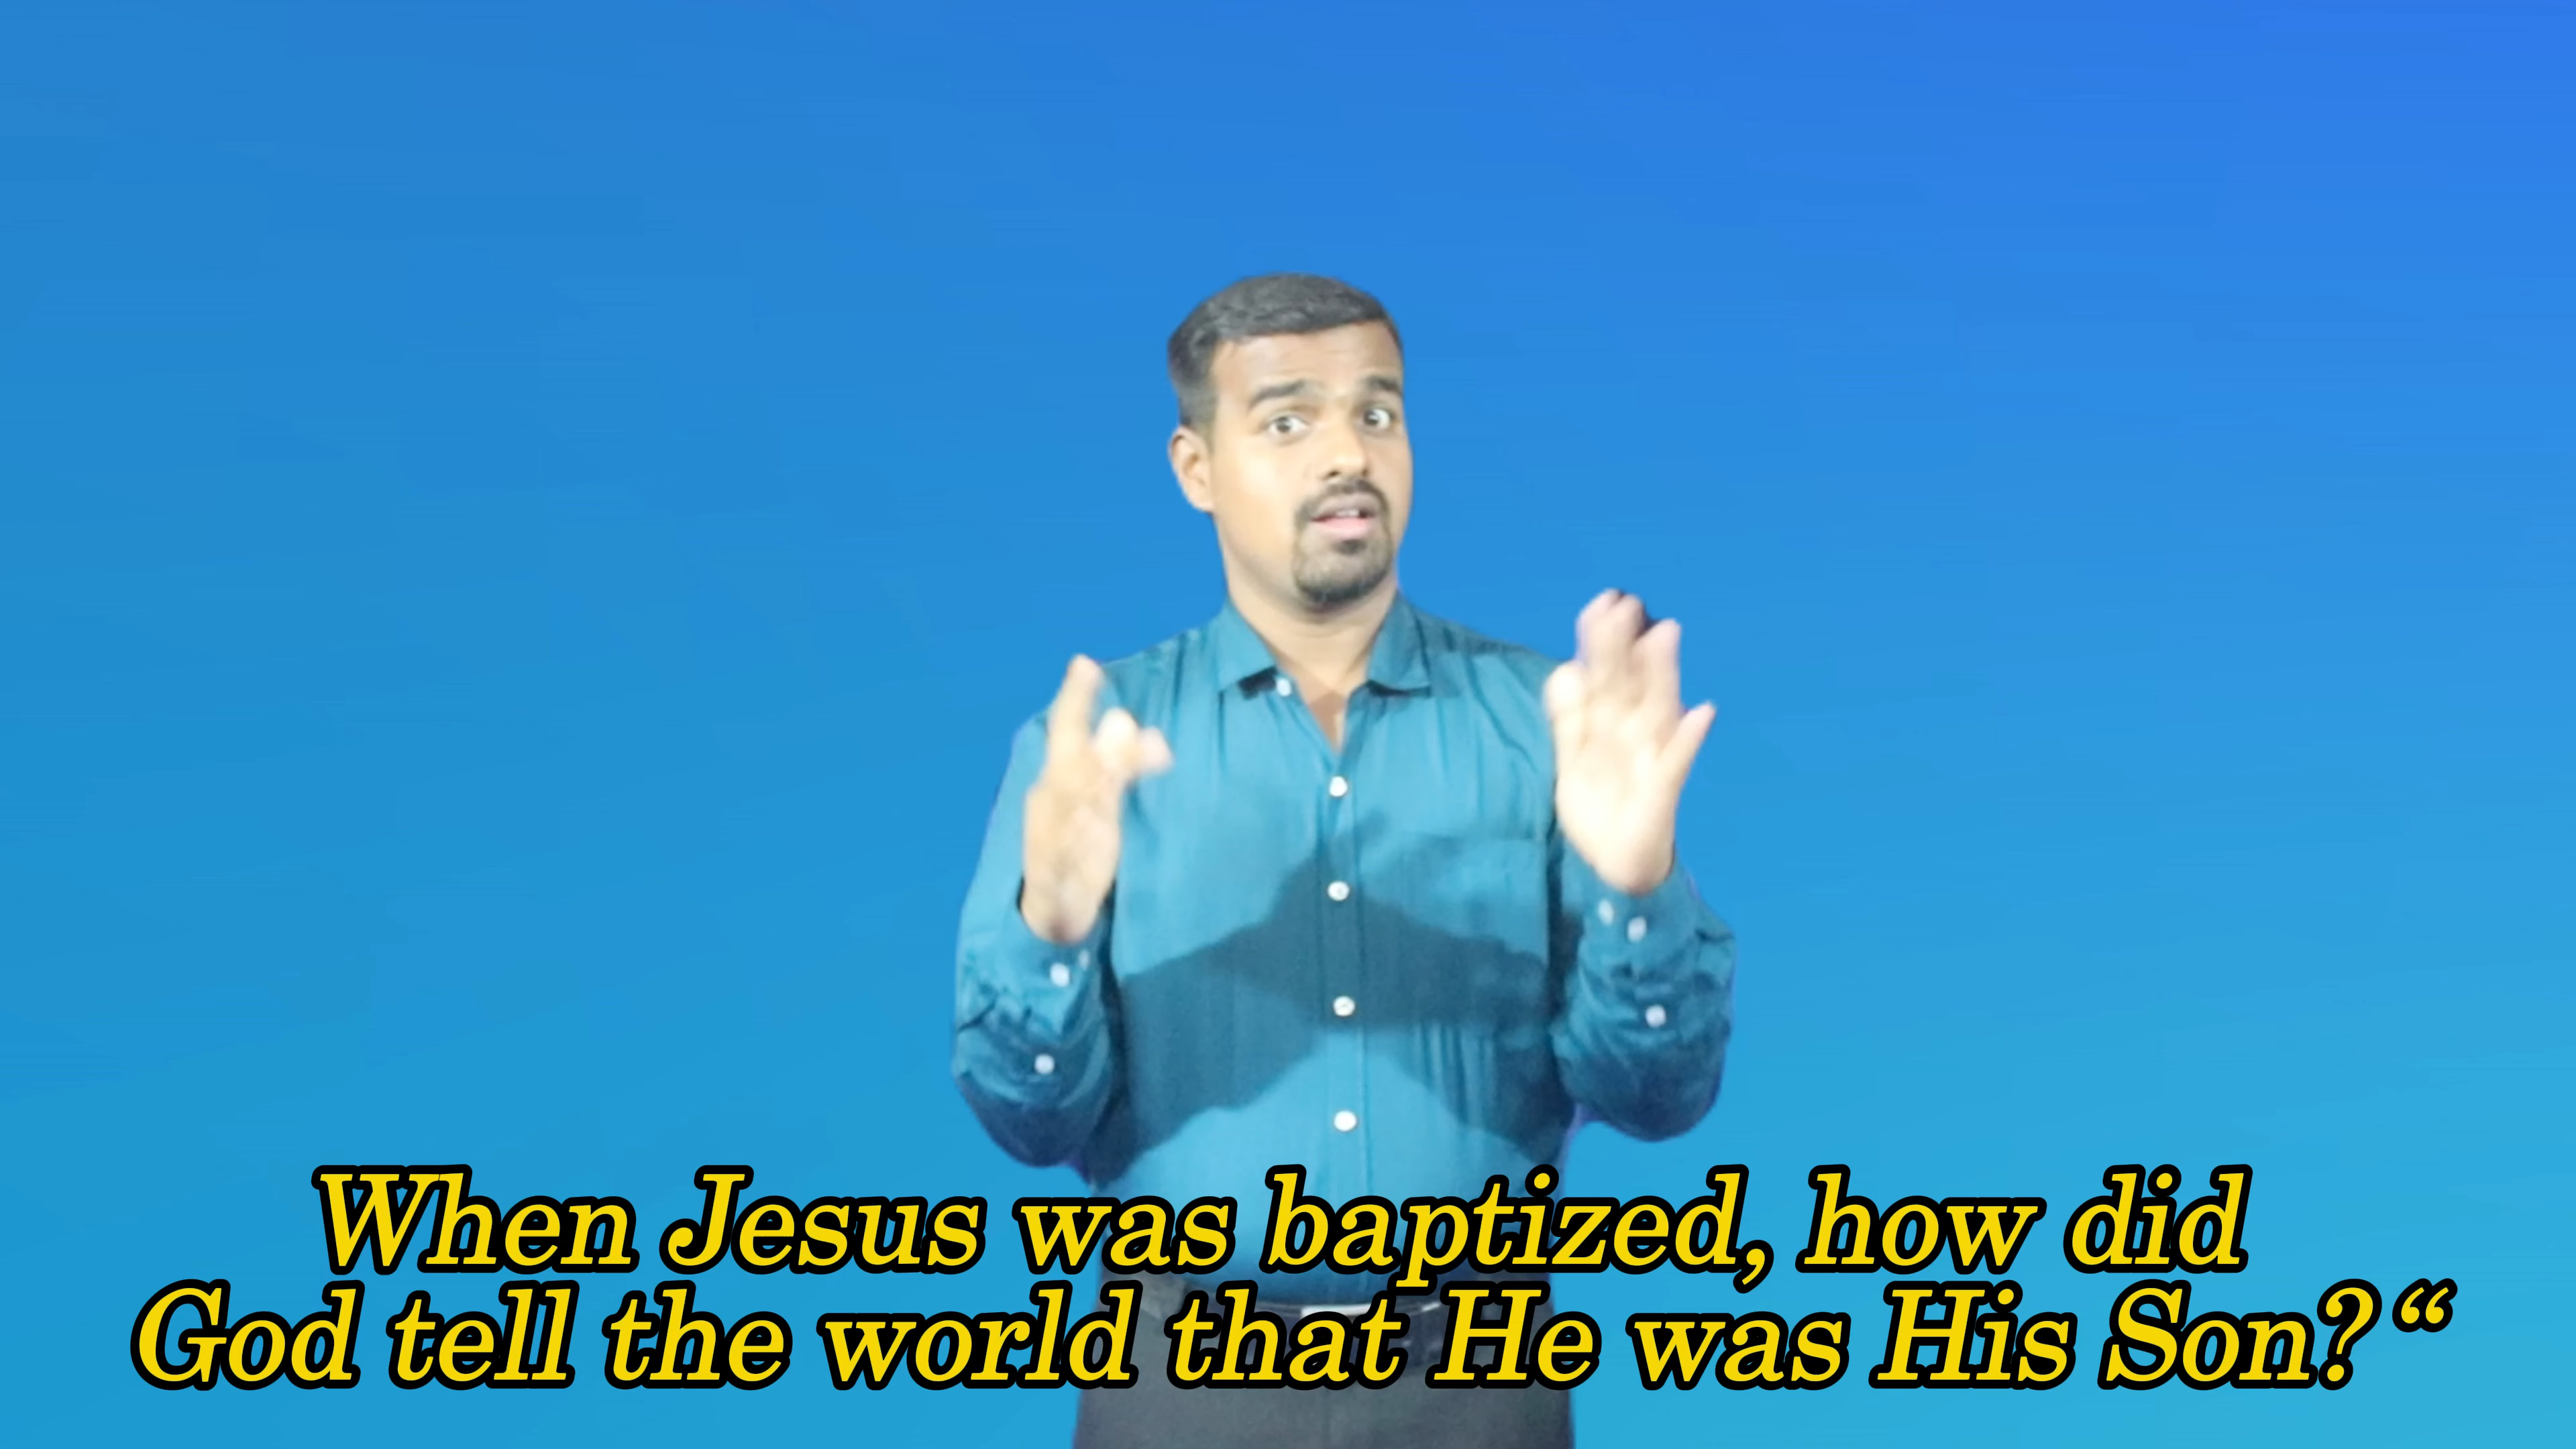 When Jesus was baptized, how did
God tell the world that He was His Son?“